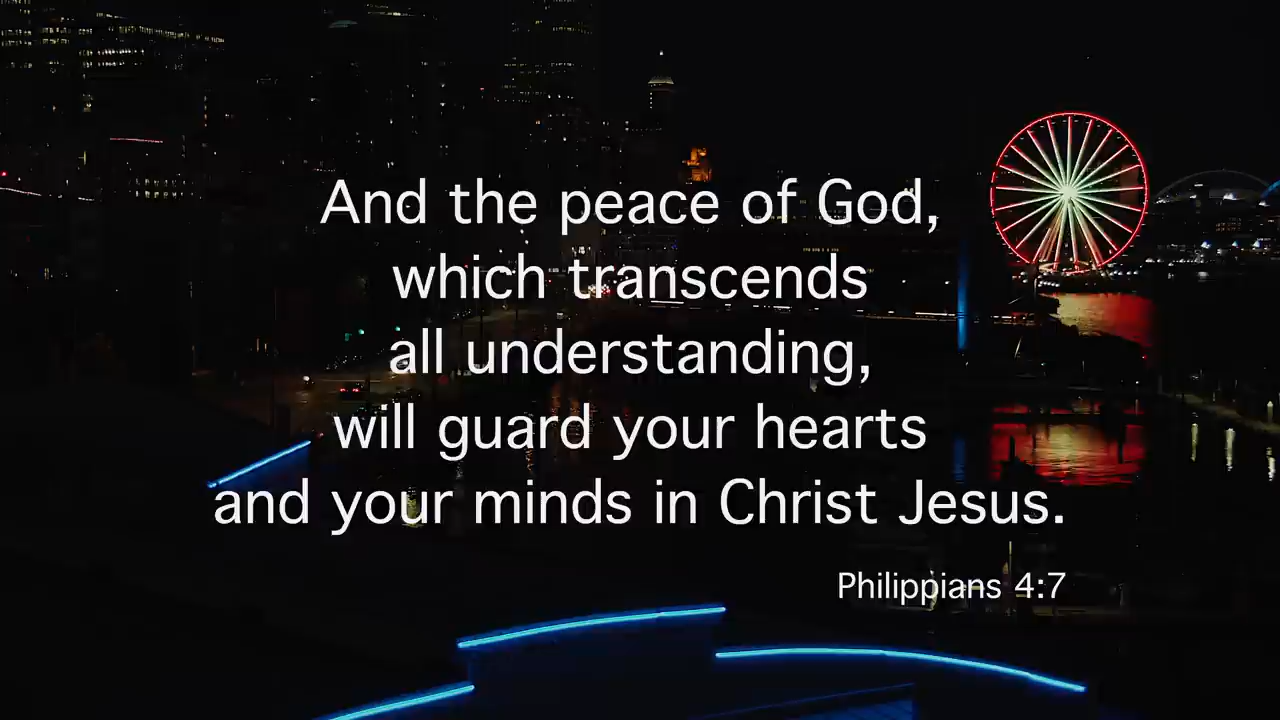 And the peace of God,
which transcends
all understanding,
will guard your hearts
and your minds in Christ Jesus.
Philippians 4:7